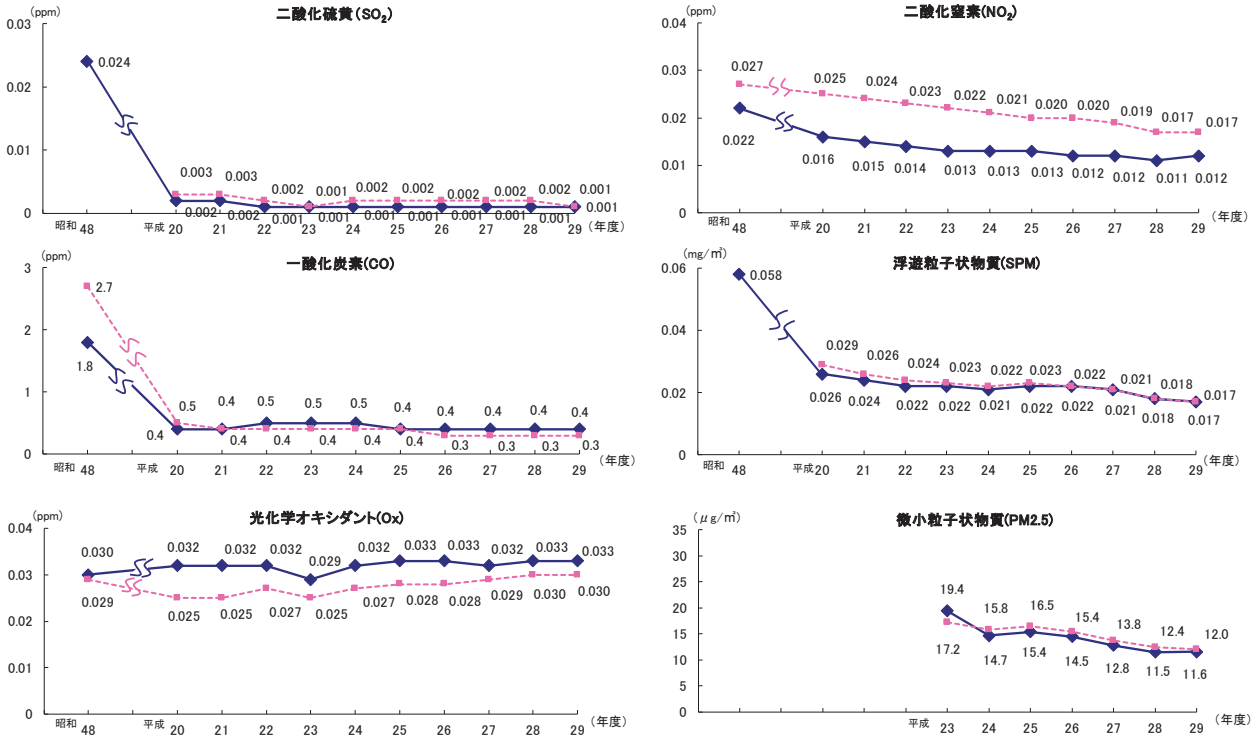 二酸化硫黄(SO₂)
(ppm)
0.03
0.02
0.01
0
0.024
0.003 0.003 0.002 0.001 0.002 0.002 0.002 0.002 0.002 0.001
0.002 0.002 0.001 0.001 0.001 0.001 0.001 0.001 0.001 0.001
昭和 48 平成 20 21 22 23 24 25 26 27 28 29 (年度)
二酸化窒素(NO₂)
(ppm)
0.04
0.03
0.02
0.01
0
0.027 0.025 0.024 0.023 0.022 0.021 0.020 0.020 0.019 0.017 0.017
0.022 0.016 0.015 0.014 0.013 0.013 0.013 0.012 0.012 0.011 0.012
昭和 48 平成 20 21 22 23 24 25 26 27 28 29 (年度)
一酸化炭素(CO)
(ppm)
3
2
1
0
2.7
1.8
0.5 0.4 0.5 0.5 0.5 0.4 0.4 0.4 0.4 0.4
0.4 0.4 0.4 0.4 0.4 0.4 0.3 0.3 0.3 0.3
昭和 48 平成 20 21 22 23 24 25 26 27 28 29 (年度)
浮遊粒子状物質(SPM)
(mg/㎥)
0.06
0.04
0.02
0
0.058
0.029 0.026 0.024 0.023 0.022 0.023 0.022 0.021 0.018 0.017
0.026 0.024 0.022 0.022 0.021 0.022 0.022 0.021 0.018 0.017
昭和 48 平成 20 21 22 23 24 25 26 27 28 29 (年度)
光化学オキシダント(Ox)
(ppm)
0.04
0.03
0.02
0.01
0
0.030 0.032 0.032 0.032 0.029 0.032 0.033 0.033 0.032 0.033 0.033
0.029 0.025 0.025 0.027 0.025 0.027 0.028 0.028 0.029 0.030 0.030
昭和 48 平成 20 21 22 23 24 25 26 27 28 29 (年度)
微小粒子状物質(PM2.5)
(μg/㎥)
35
30
25
20
15
10
5
0
19.4 15.8 16.5 15.4 13.8 12.4 12.0
17.2 14.7 15.4 14.5 12.8 11.5 11.6
平成 23 24 25 26 27 28 29 (年度)